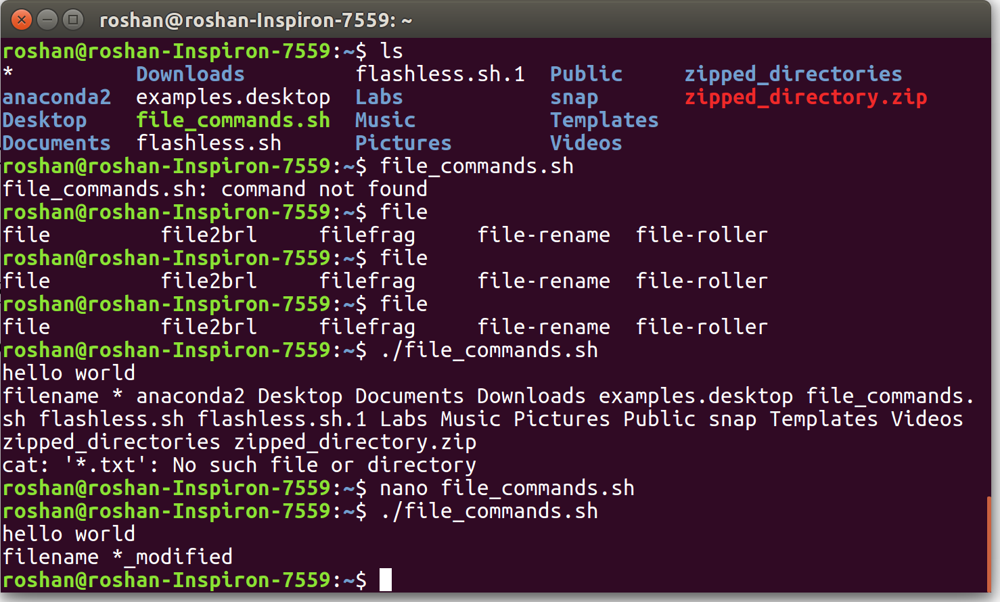 roshan@roshan-Inspiron-7559: ~
roshan@roshan-Inspiron-7559:~$ ls
*          Downloads         flashless.sh.1  Public     zipped_directories
anaconda2  examples.desktop  Labs            snap       zipped_directory.zip
Desktop    file_commands.sh  Music           Templates
Documents  flashless.sh      Pictures        Videos
roshan@roshan-Inspiron-7559:~$ file_commands.sh
file_commands.sh: command not found
roshan@roshan-Inspiron-7559:~$ file
file         file2brl     filefrag     file-rename  file-roller
roshan@roshan-Inspiron-7559:~$ file
file         file2brl     filefrag     file-rename  file-roller
roshan@roshan-Inspiron-7559:~$ file
file         file2brl     filefrag     file-rename  file-roller
roshan@roshan-Inspiron-7559:~$ ./file_commands.sh
hello world
filename * anaconda2 Desktop Documents Downloads examples.desktop file_commands.
sh flashless.sh flashless.sh.1 Labs Music Pictures Public snap Templates Videos
zipped_directories zipped_directory.zip
cat: '*.txt': No such file or directory
roshan@roshan-Inspiron-7559:~$ nano file_commands.sh
roshan@roshan-Inspiron-7559:~$ ./file_commands.sh
hello world
filename *_modified
roshan@roshan-Inspiron-7559:~$